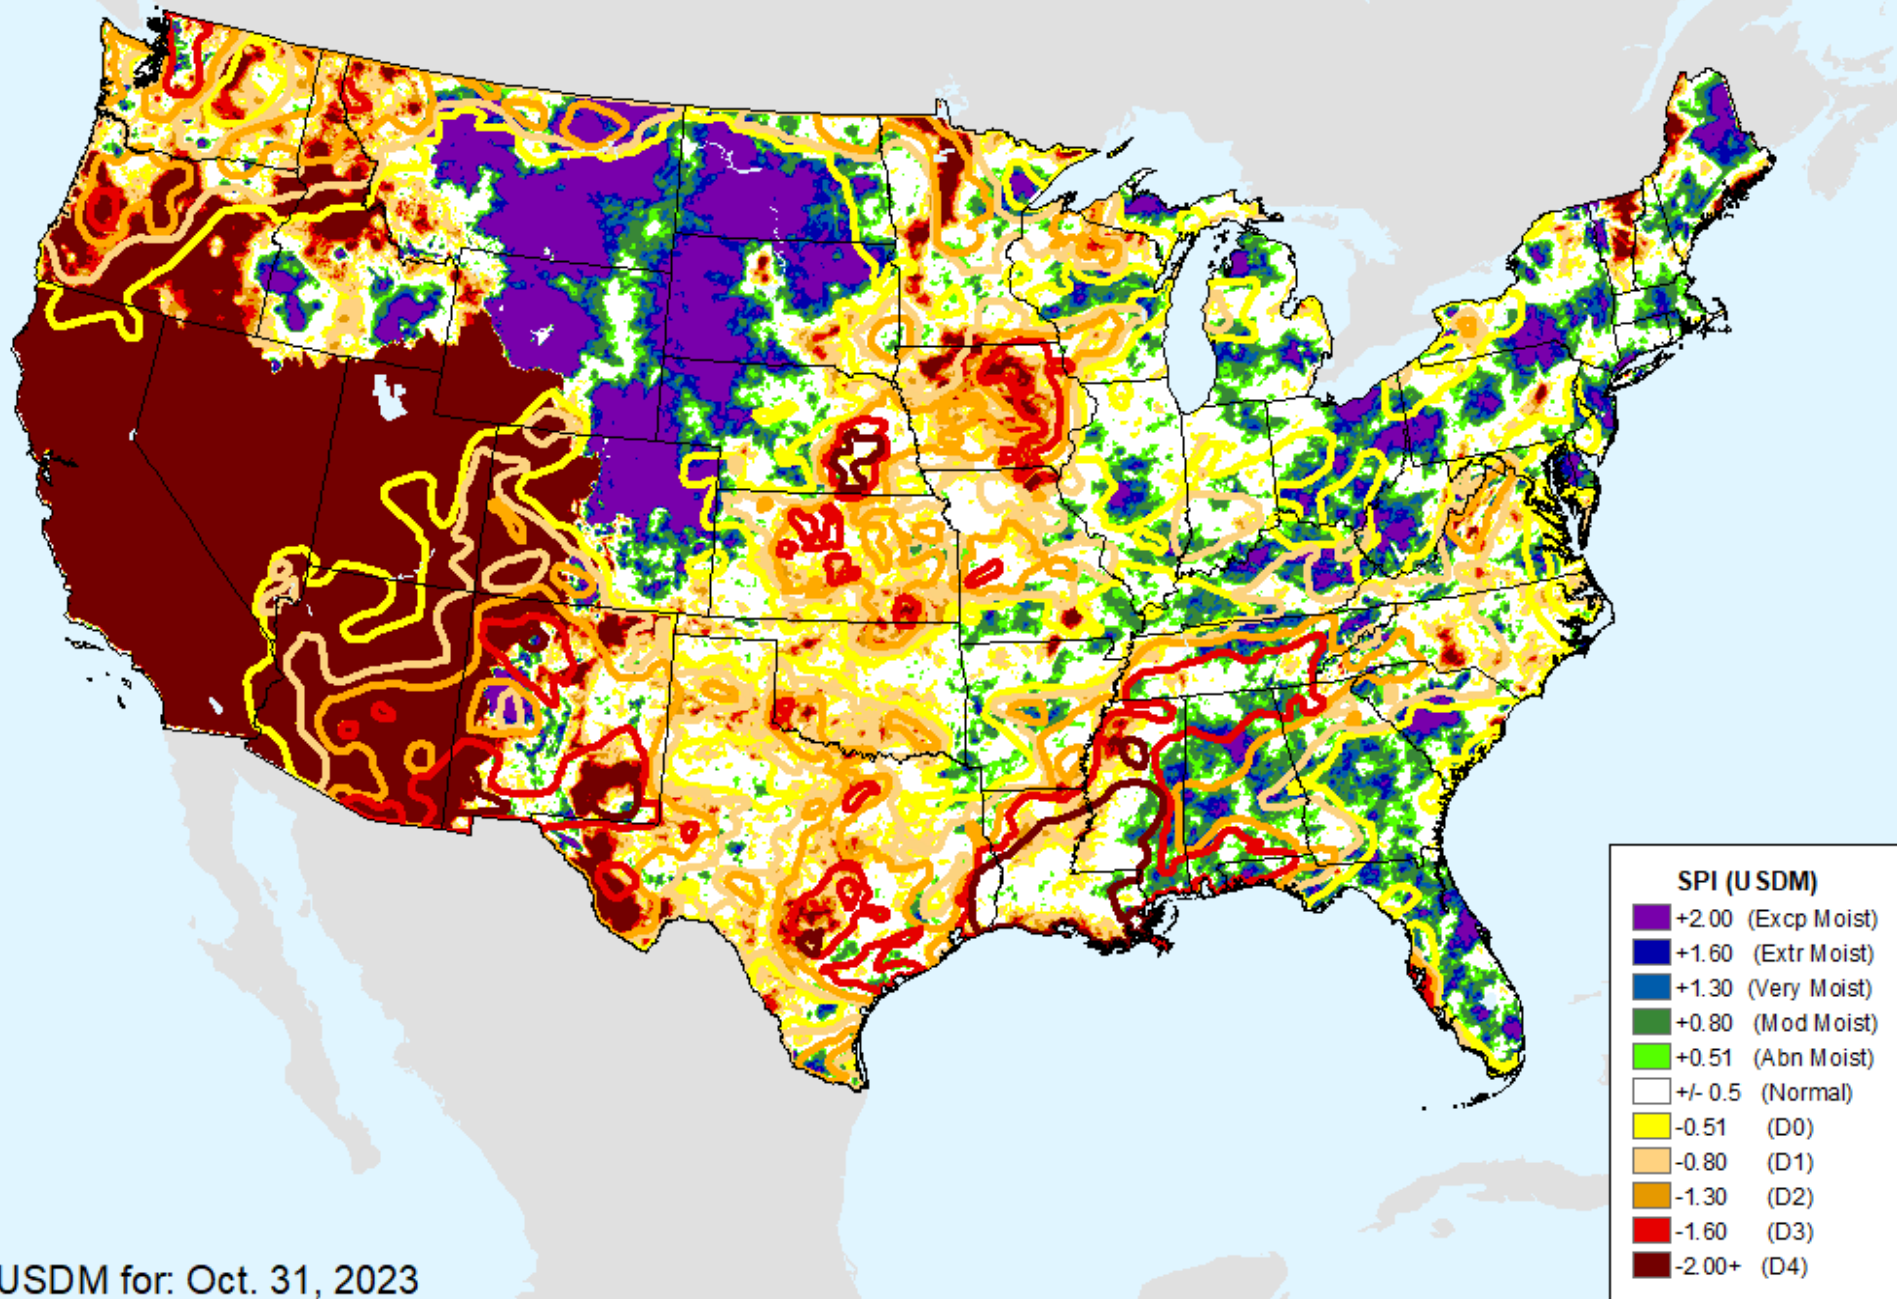 SPI (USDM)
+2.00 (Excp Moist)
+1.60 (Extr Moist)
+1.30 (Very Moist)
+0.80 (Mod Moist)
+0.51 (Abn Moist)
+/- 0.5 (Normal)
-0.51 (D0)
-0.80 (D1)
-1.30 (D2)
-1.60 (D3)
-2.00+ (D4)
USDM for: Oct. 31, 2023